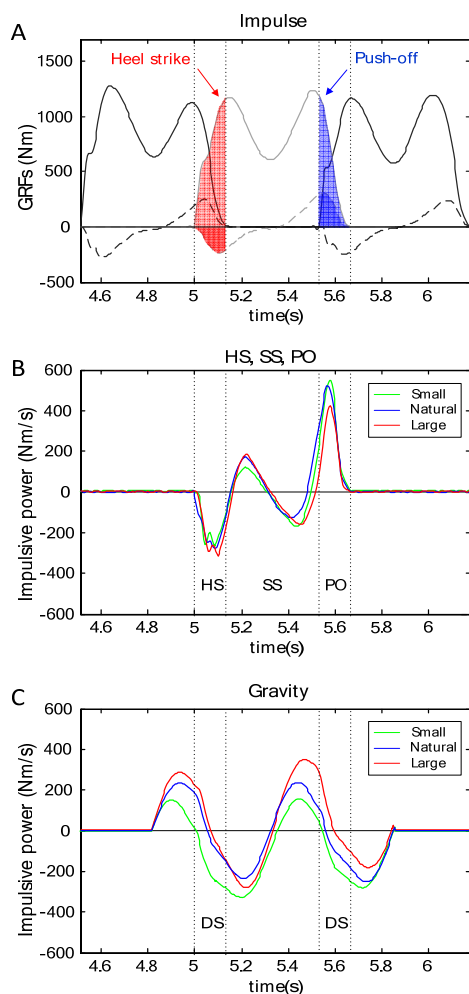 A
Impulse
Heel strike
Push-off
GRFs (Nm)
1000
500
0
-500
4.6 4.8 5 5.2 5.4 5.6 5.8 6
time(s)
B
HS, SS, PO
Impulsive power (Nm/s)
600
400
200
0
-200
-400
-600
Small
Natural
Large
HS SS PO
4.6 4.8 5 5.2 5.4 5.6 5.8 6
time(s)
C
Gravity
Impulsive power (Nm/s)
600
400
200
0
-200
-400
-600
Small
Natural
Large
DS DS
4.6 4.8 5 5.2 5.4 5.6 5.8 6
time(s)